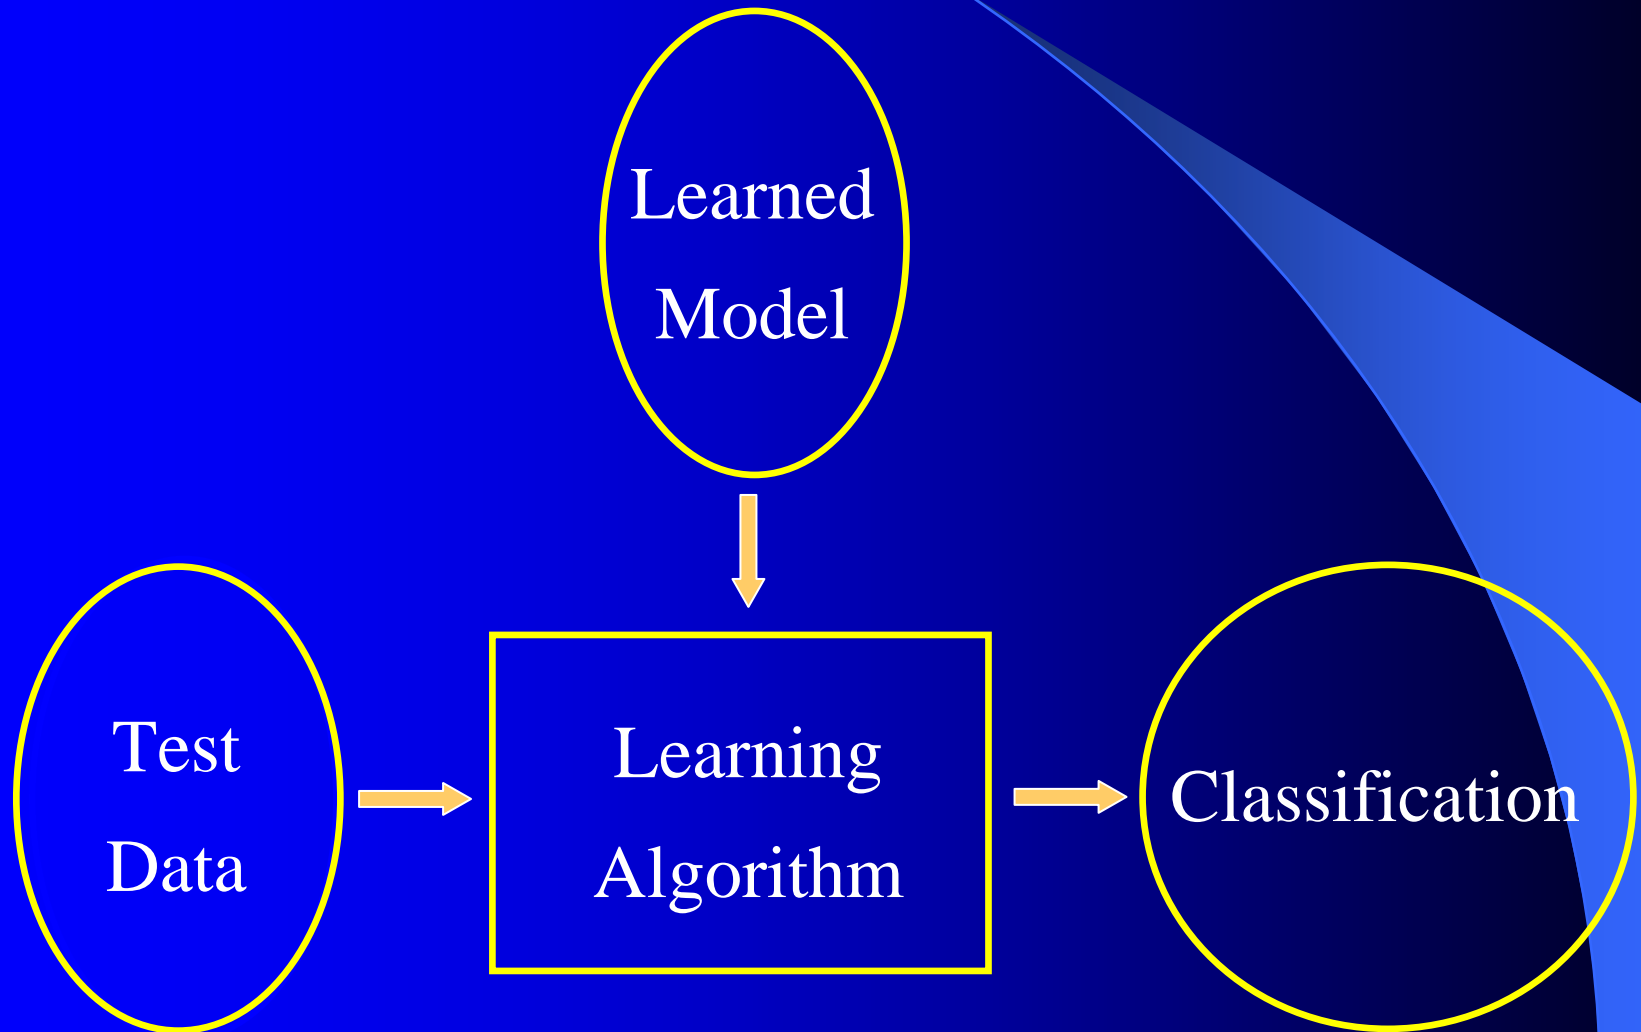 Learned
Model
Test
Data
Learning
Algorithm
Classification